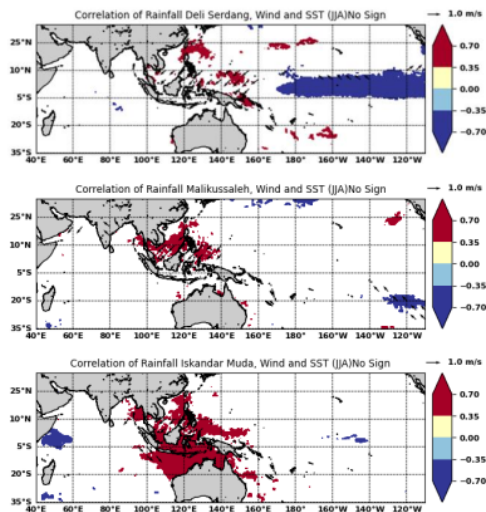 Correlation of Rainfall Deli Serdang, Wind and SST (JJA)No Sign
1.0 m/s
25°N
10°N
5°S
20°S
35°S
40°E 60°E 80°E 100°E 120°E 140°E 160°E 180° 160°W 140°W 120°W
0.70
0.35
0.00
-0.35
-0.70
Correlation of Rainfall Malikussaleh, Wind and SST (JJA)No Sign
1.0 m/s
25°N
10°N
5°S
20°S
35°S
40°E 60°E 80°E 100°E 120°E 140°E 160°E 180° 160°W 140°W 120°W
0.70
0.35
0.00
-0.35
-0.70
Correlation of Rainfall Iskandar Muda, Wind and SST (JJA)No Sign
1.0 m/s
25°N
10°N
5°S
20°S
35°S
40°E 60°E 80°E 100°E 120°E 140°E 160°E 180° 160°W 140°W 120°W
0.70
0.35
0.00
-0.35
-0.70